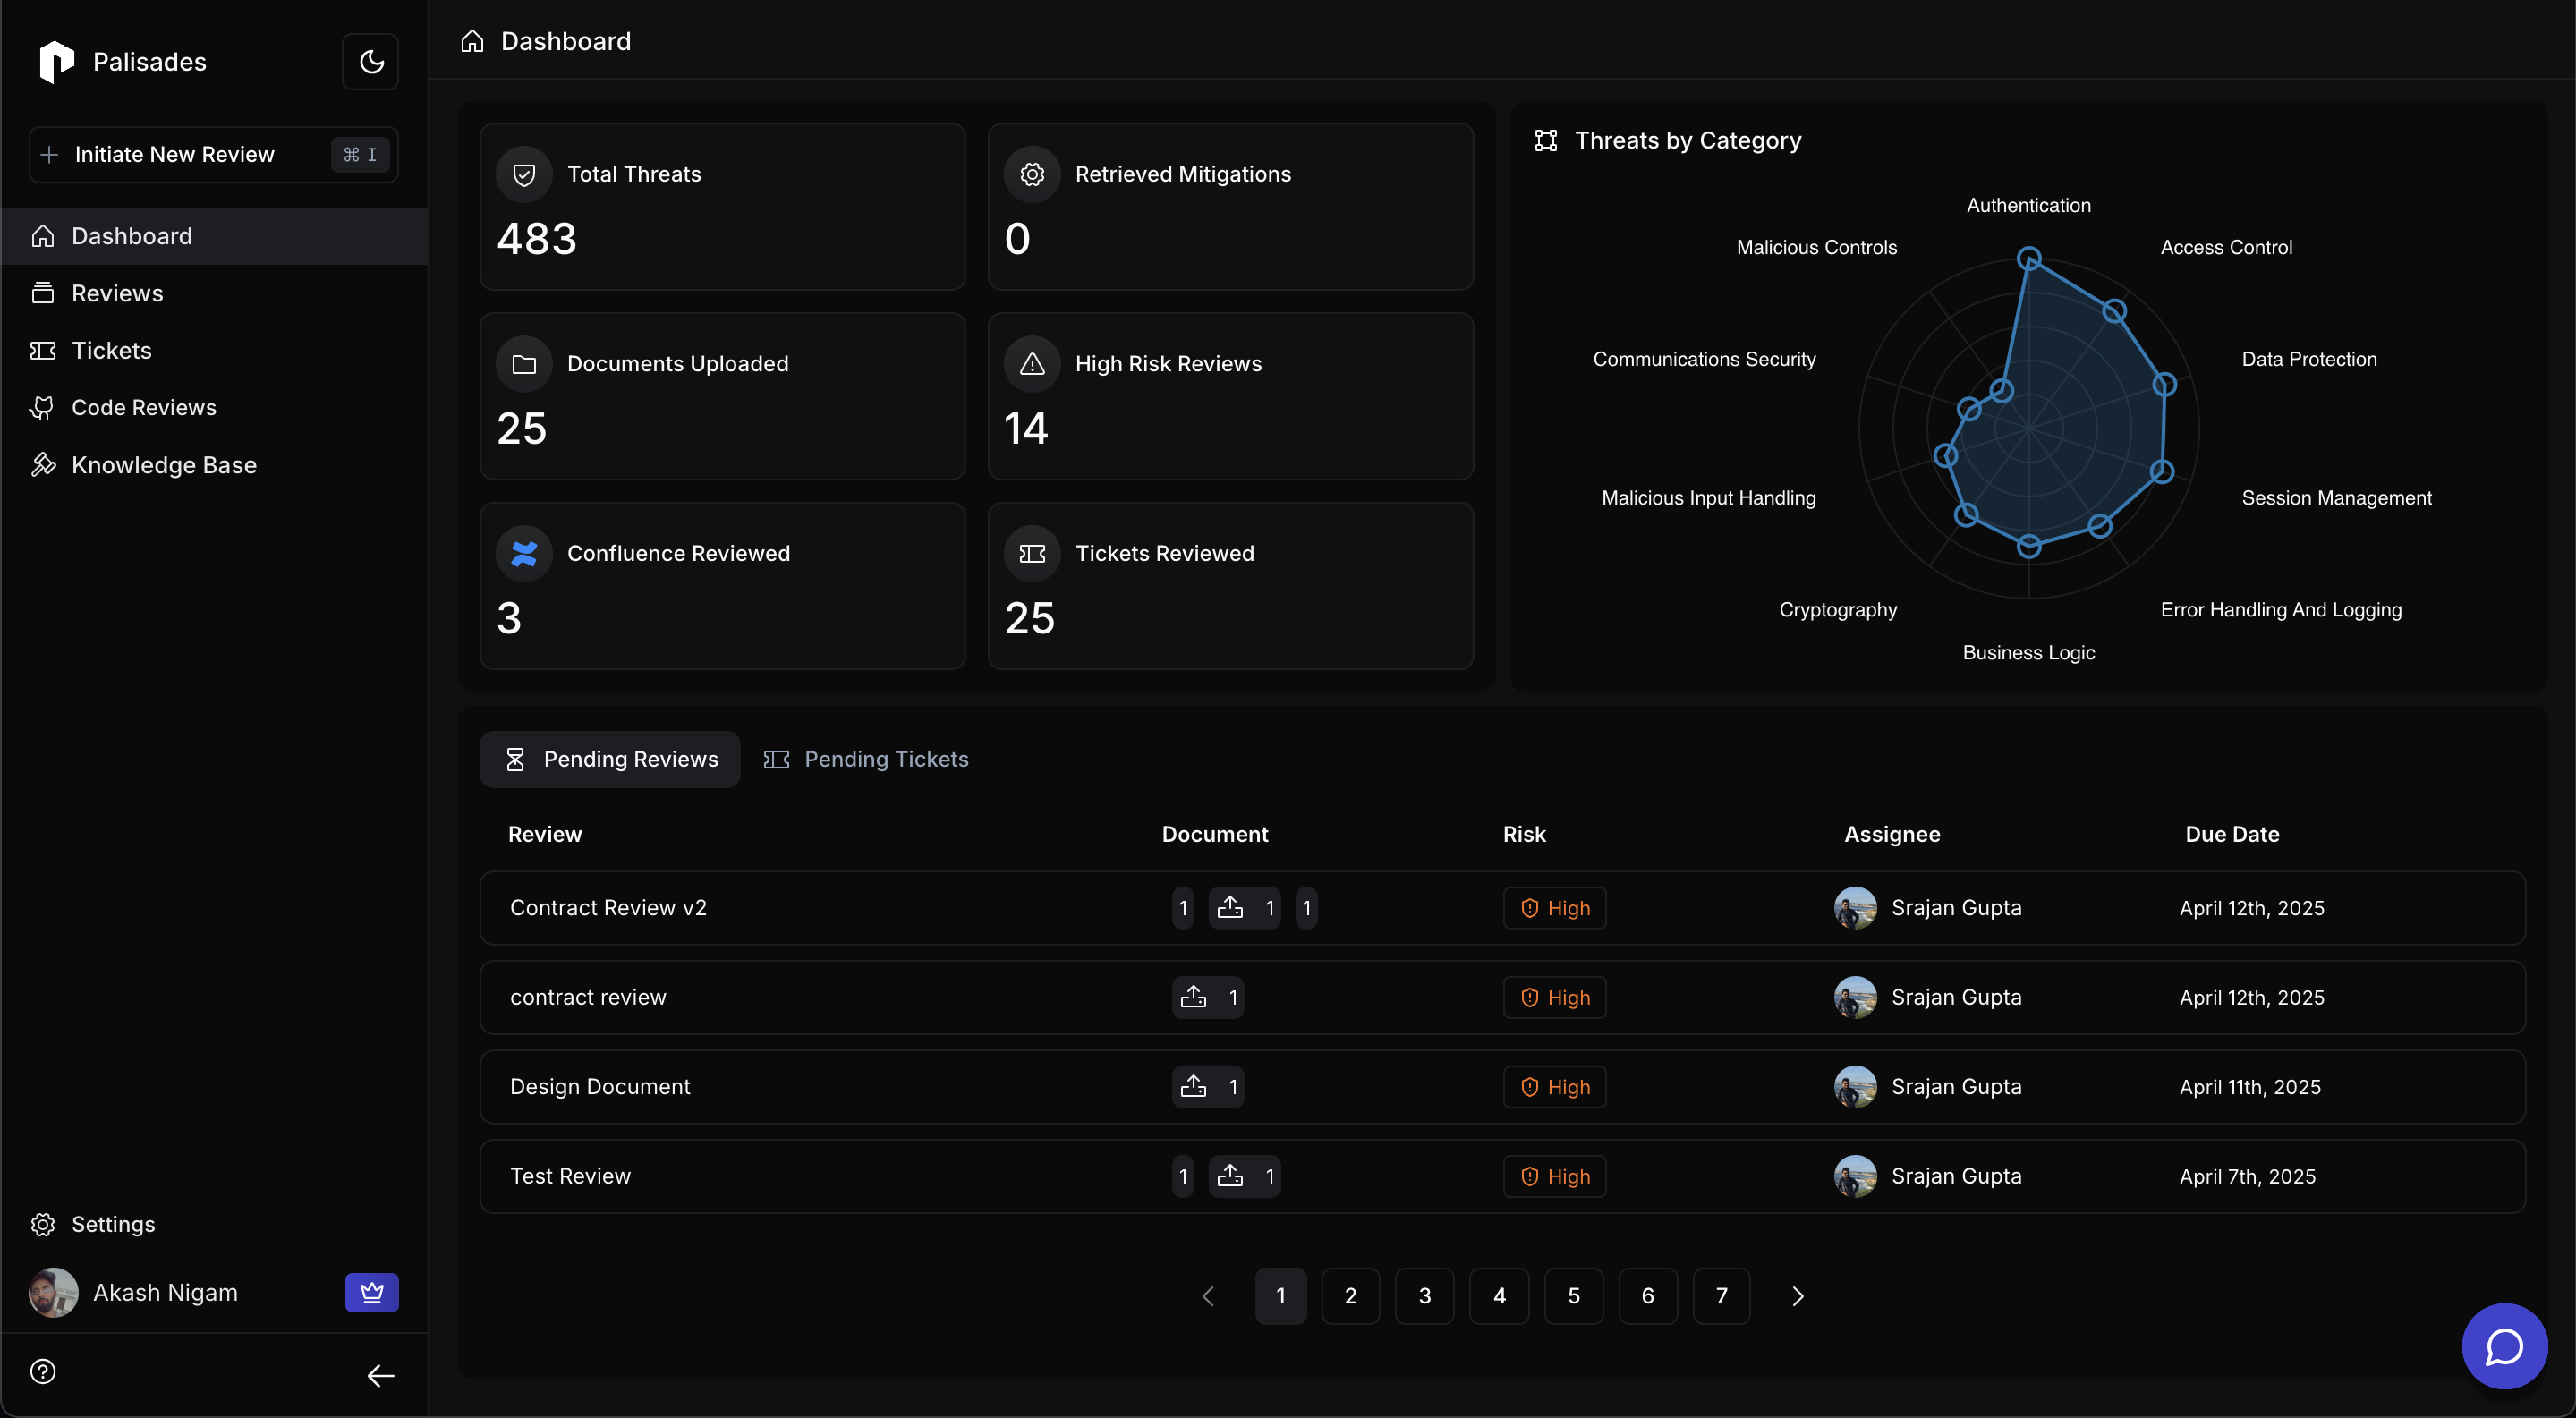 Palisades
Initiate New Review ⌘ I
Dashboard
Reviews
Tickets
Code Reviews
Knowledge Base
Settings
Akash Nigam
Dashboard
Total Threats
483
Retrieved Mitigations
0
Documents Uploaded
25
High Risk Reviews
14
Confluence Reviewed
3
Tickets Reviewed
25
Threats by Category
Authentication
Malicious Controls
Access Control
Communications Security
Data Protection
Malicious Input Handling
Session Management
Cryptography
Error Handling And Logging
Business Logic
Pending Reviews
Pending Tickets
Review Document Risk Assignee Due Date
Contract Review v2 1 1 1 High Srajan Gupta April 12th, 2025
contract review 1 High Srajan Gupta April 12th, 2025
Design Document 1 High Srajan Gupta April 11th, 2025
Test Review 1 1 High Srajan Gupta April 7th, 2025
1 2 3 4 5 6 7